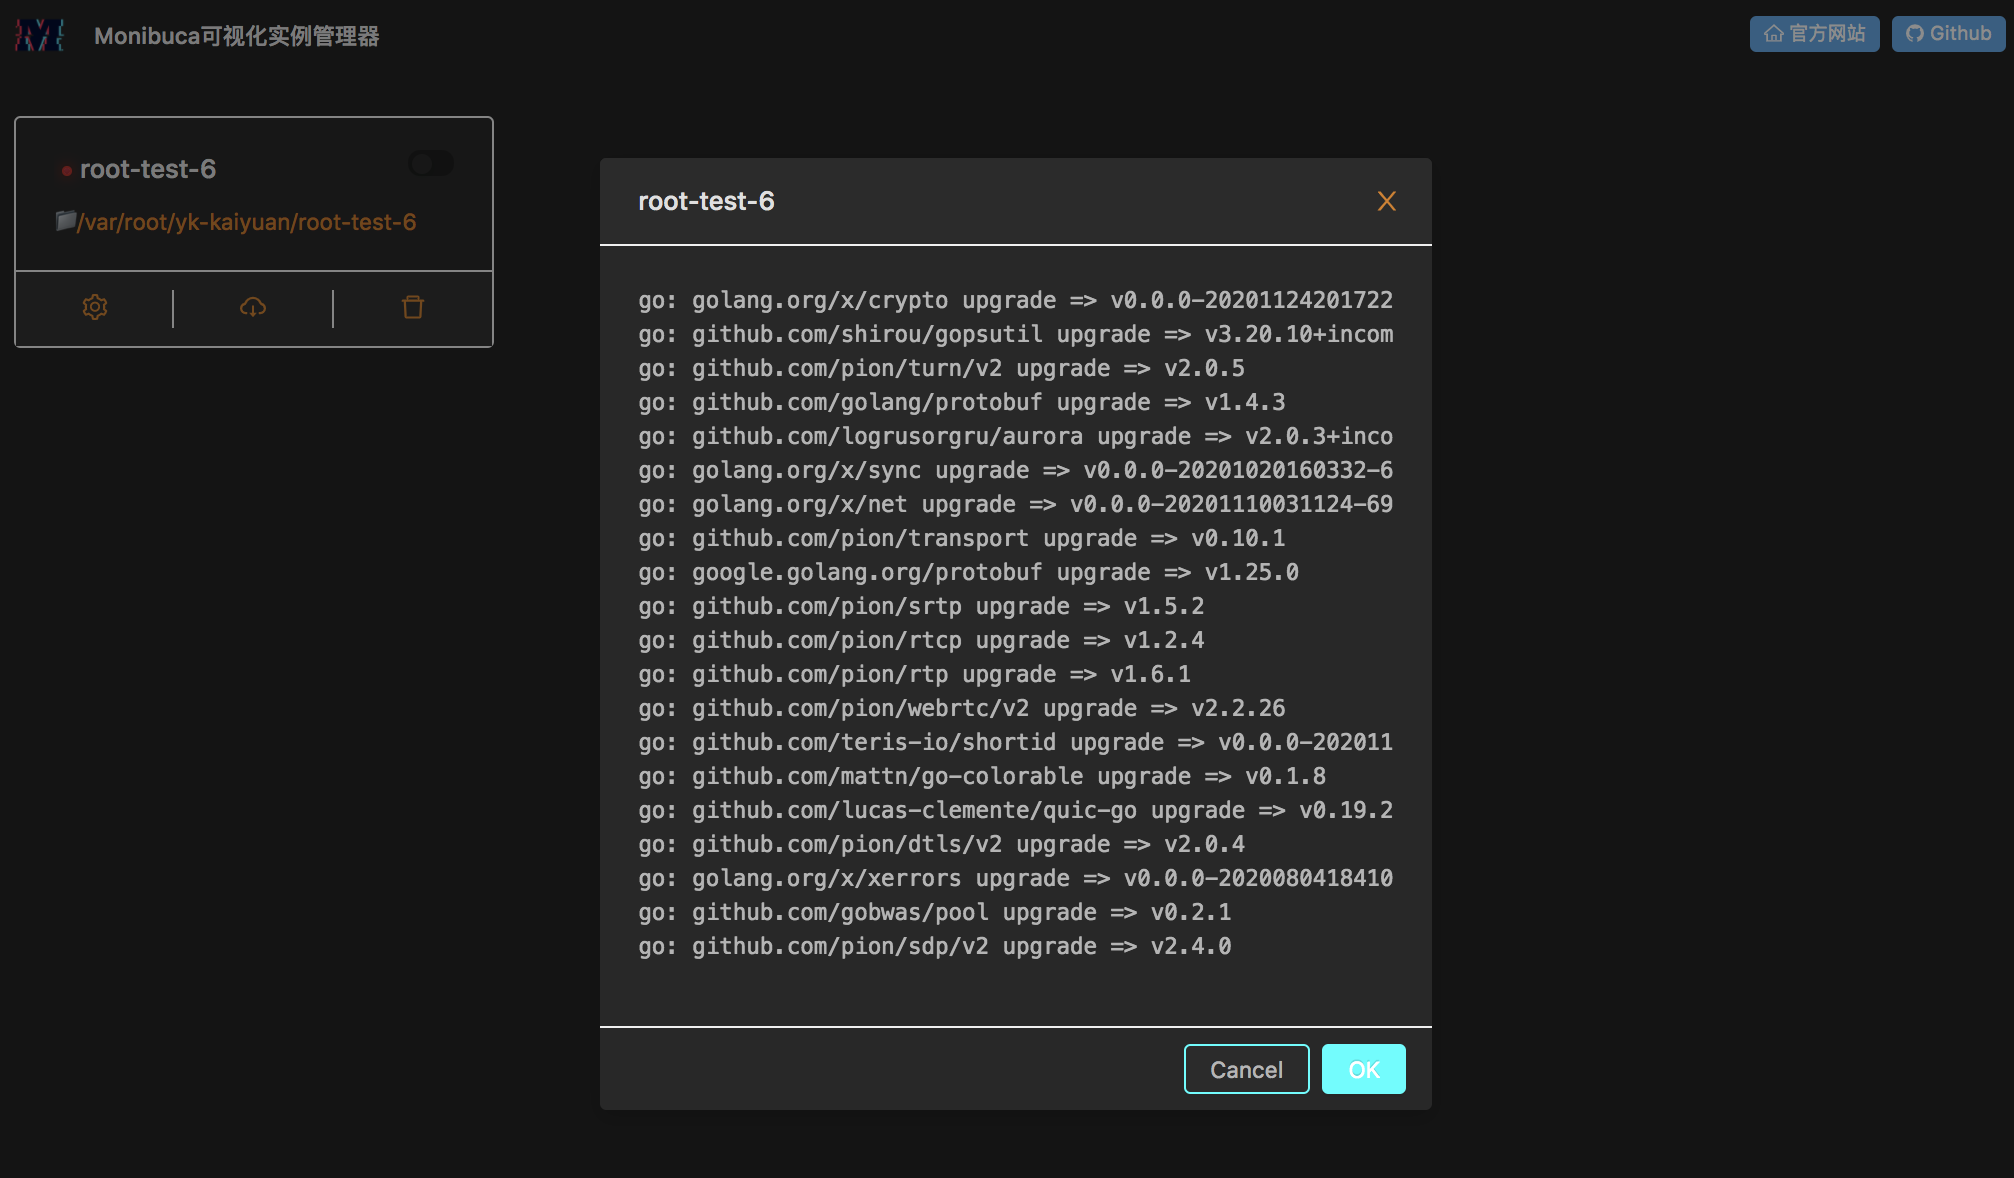 Monibuca可视化实例管理器
官方网站
Github
root-test-6
/var/root/yk-kaiyuan/root-test-6
root-test-6
X
go: golang.org/x/crypto upgrade => v0.0.0-20201124201722
go: github.com/shirou/gopsutil upgrade => v3.20.10+incom
go: github.com/pion/turn/v2 upgrade => v2.0.5
go: github.com/golang/protobuf upgrade => v1.4.3
go: github.com/logrusorgru/aurora upgrade => v2.0.3+inco
go: golang.org/x/sync upgrade => v0.0.0-20201020160332-6
go: golang.org/x/net upgrade => v0.0.0-20201110031124-69
go: github.com/pion/transport upgrade => v0.10.1
go: google.golang.org/protobuf upgrade => v1.25.0
go: github.com/pion/srtp upgrade => v1.5.2
go: github.com/pion/rtcp upgrade => v1.2.4
go: github.com/pion/rtp upgrade => v1.6.1
go: github.com/pion/webrtc/v2 upgrade => v2.2.26
go: github.com/teris-io/shortid upgrade => v0.0.0-202011
go: github.com/mattn/go-colorable upgrade => v0.1.8
go: github.com/lucas-clemente/quic-go upgrade => v0.19.2
go: github.com/pion/dtls/v2 upgrade => v2.0.4
go: golang.org/x/xerrors upgrade => v0.0.0-2020080418410
go: github.com/gobwas/pool upgrade => v0.2.1
go: github.com/pion/sdp/v2 upgrade => v2.4.0
Cancel
OK